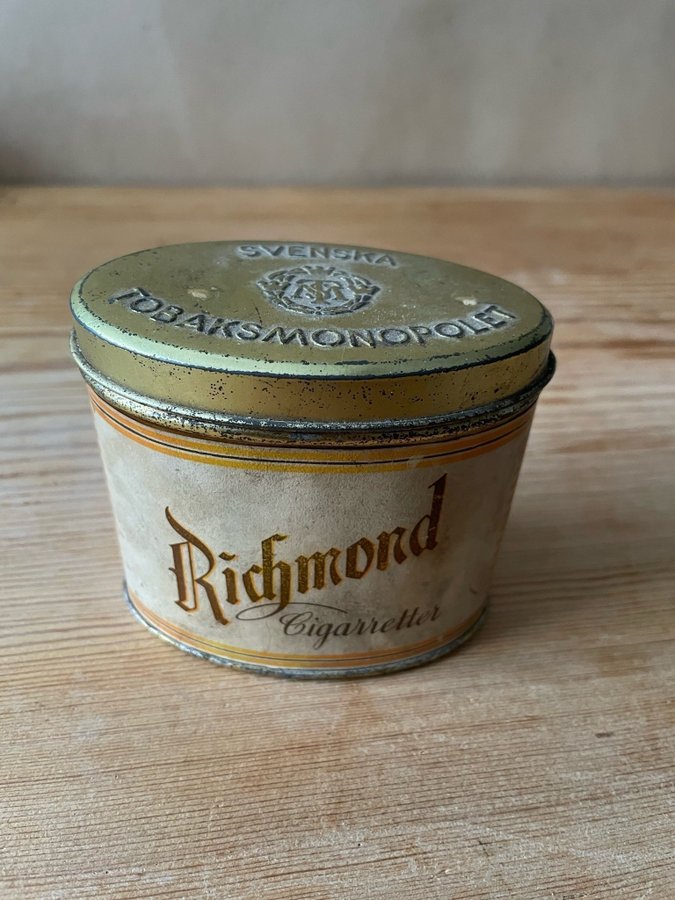 SVENSKA
TOBAKSMONOPOLET
Richmond
Cigarretter